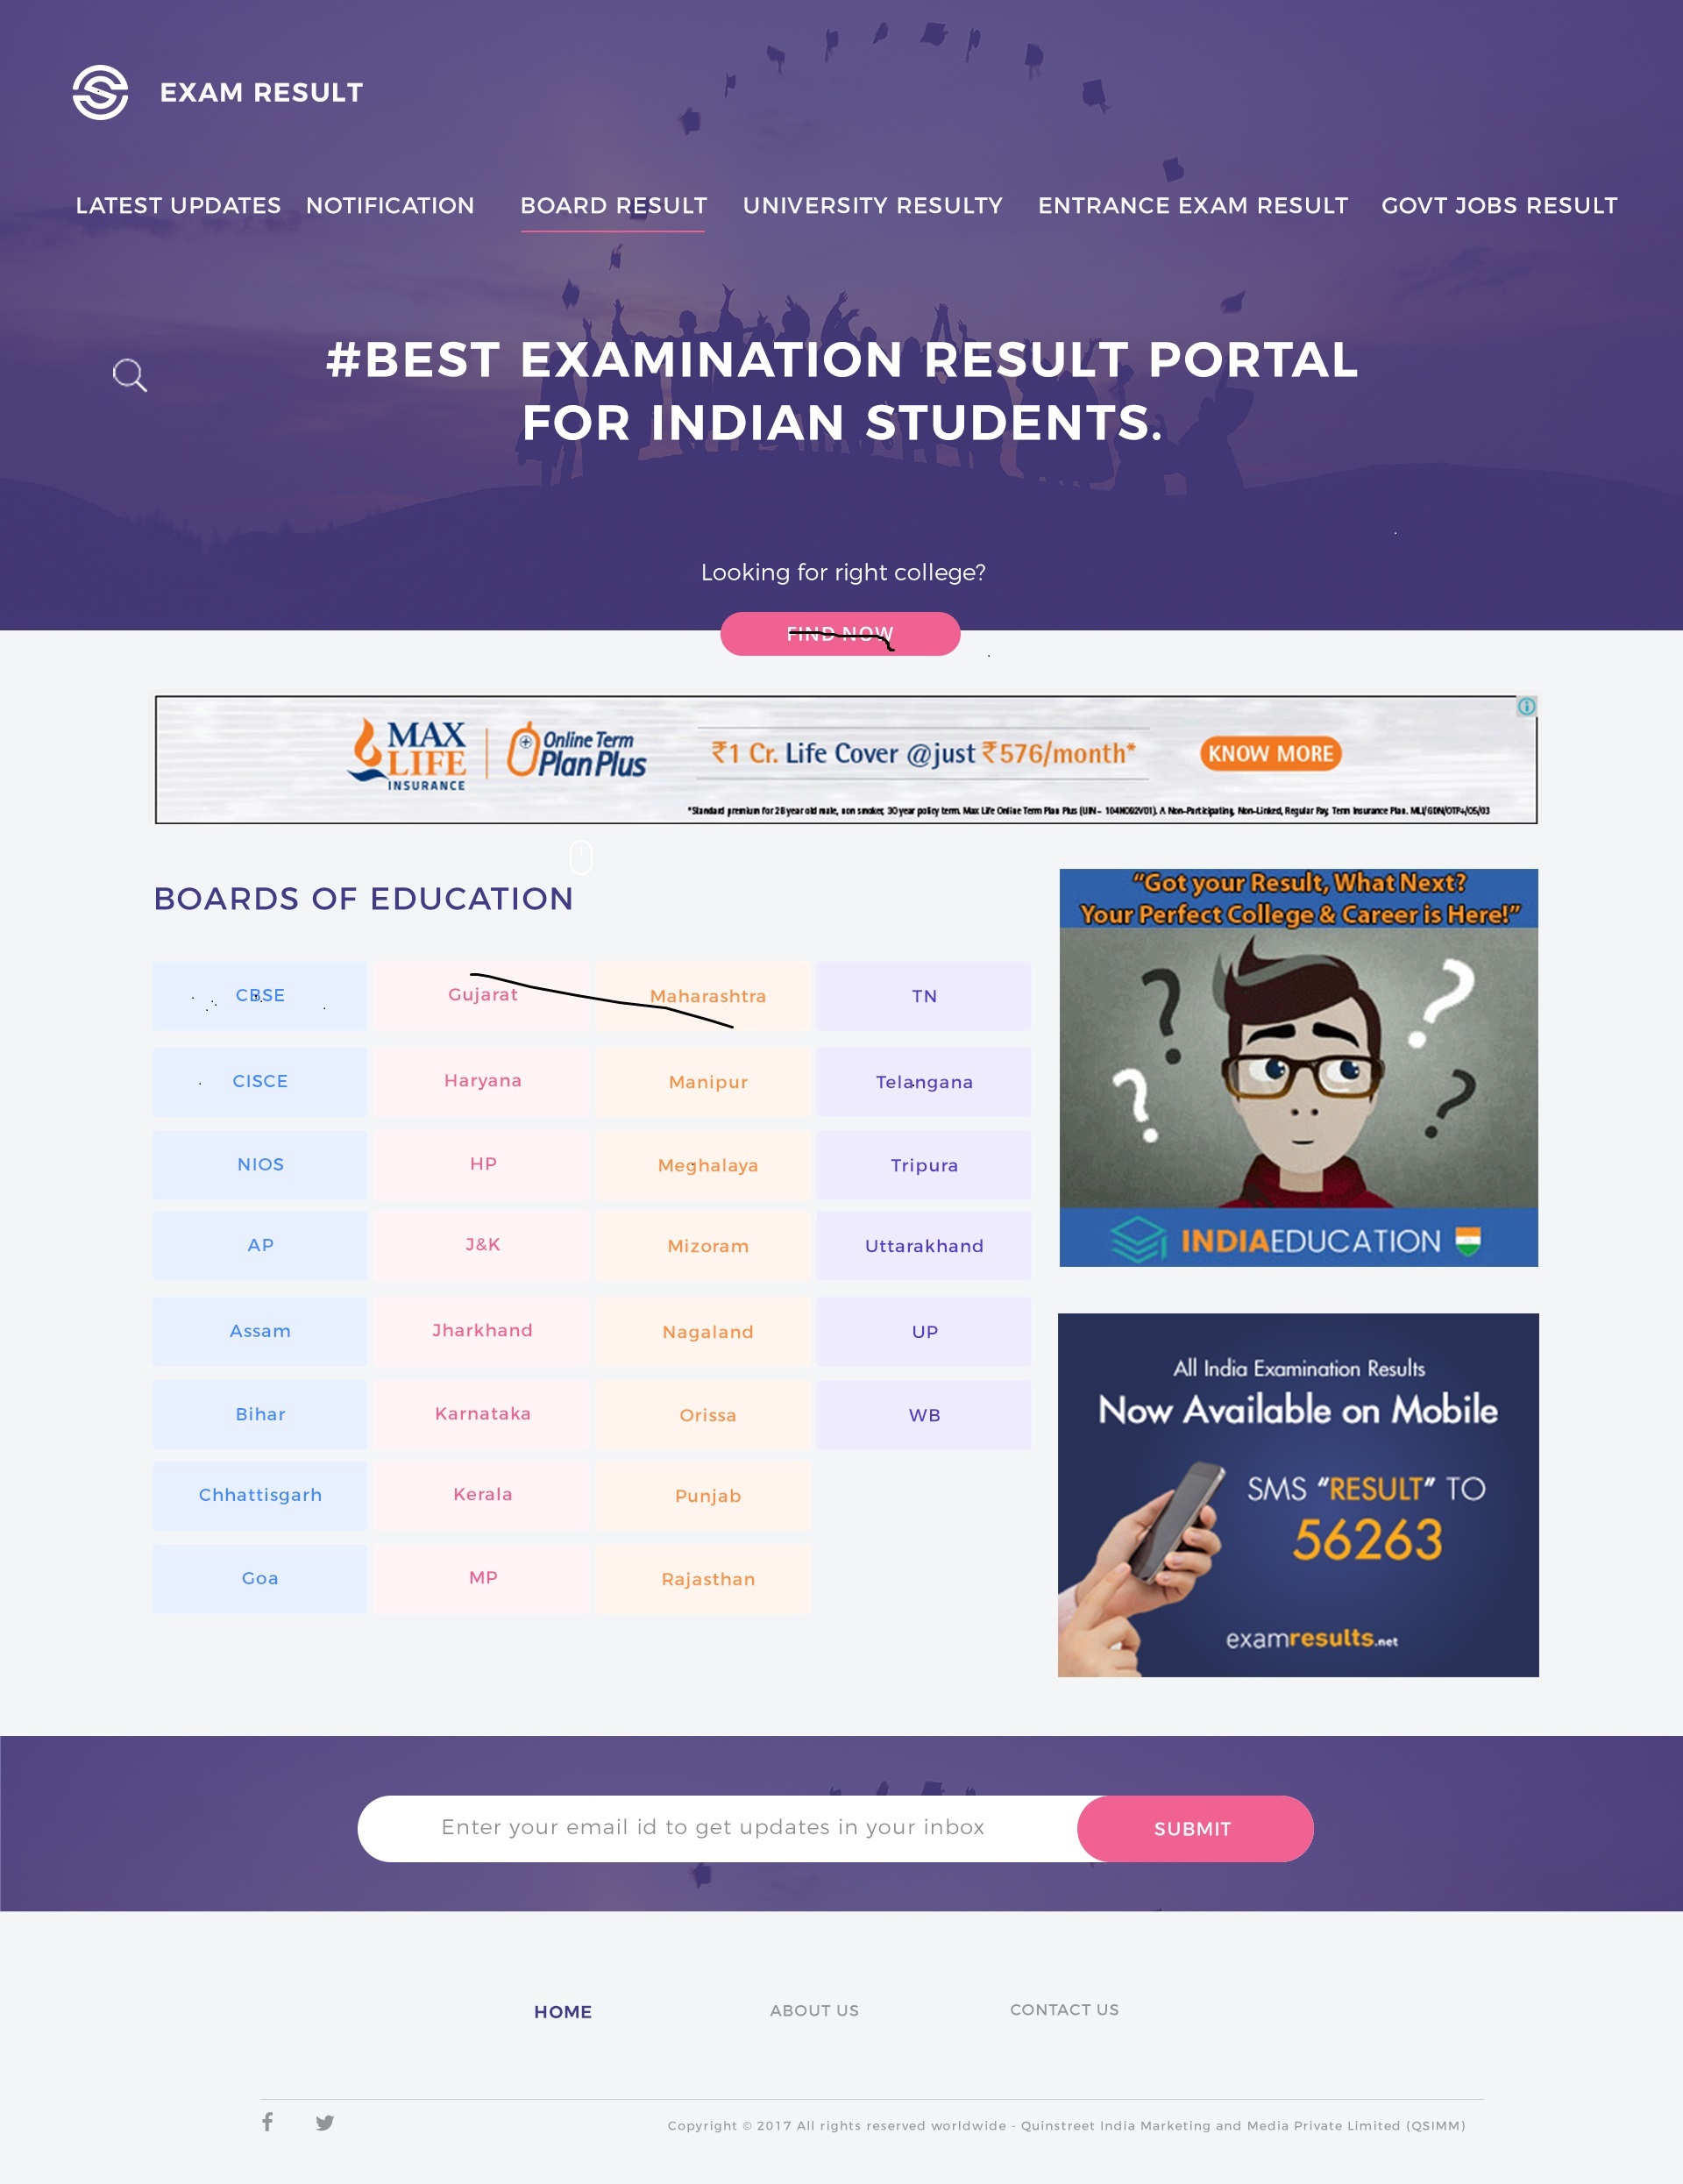 EXAM RESULT
LATEST UPDATES NOTIFICATION BOARD RESULT UNIVERSITY RESULTY ENTRANCE EXAM RESULT GOVT JOBS RESULT
#BEST EXAMINATION RESULT PORTAL
FOR INDIAN STUDENTS.
Looking for right college?
FIND NOW
MAX
LIFE
INSURANCE
Online Term
Plan Plus
₹1 Cr. Life Cover @just ₹576/month*
KNOW MORE
*Standard premium for 28 year old male, non smoker, 30 year policy term. Max Life Online Term Plan Plus (UIN - 104N092V01). A Non-Participating, Non-Linked, Regular Pay, Term Insurance Plan. MLI/GDN/OTP+/05/03
BOARDS OF EDUCATION
CBSE Gujarat Maharashtra TN
CISCE Haryana Manipur Telangana
NIOS HP Meghalaya Tripura
AP J&K Mizoram Uttarakhand
Assam Jharkhand Nagaland UP
Bihar Karnataka Orissa WB
Chhattisgarh Kerala Punjab
Goa MP Rajasthan
“Got your Result, What Next?
Your Perfect College & Career is Here!”
INDIAEDUCATION
All India Examination Results
Now Available on Mobile
SMS “RESULT” TO
56263
examresults.net
Enter your email id to get updates in your inbox
SUBMIT
HOME ABOUT US CONTACT US
Copyright © 2017 All rights reserved worldwide - Quinstreet India Marketing and Media Private Limited (QSIMM)